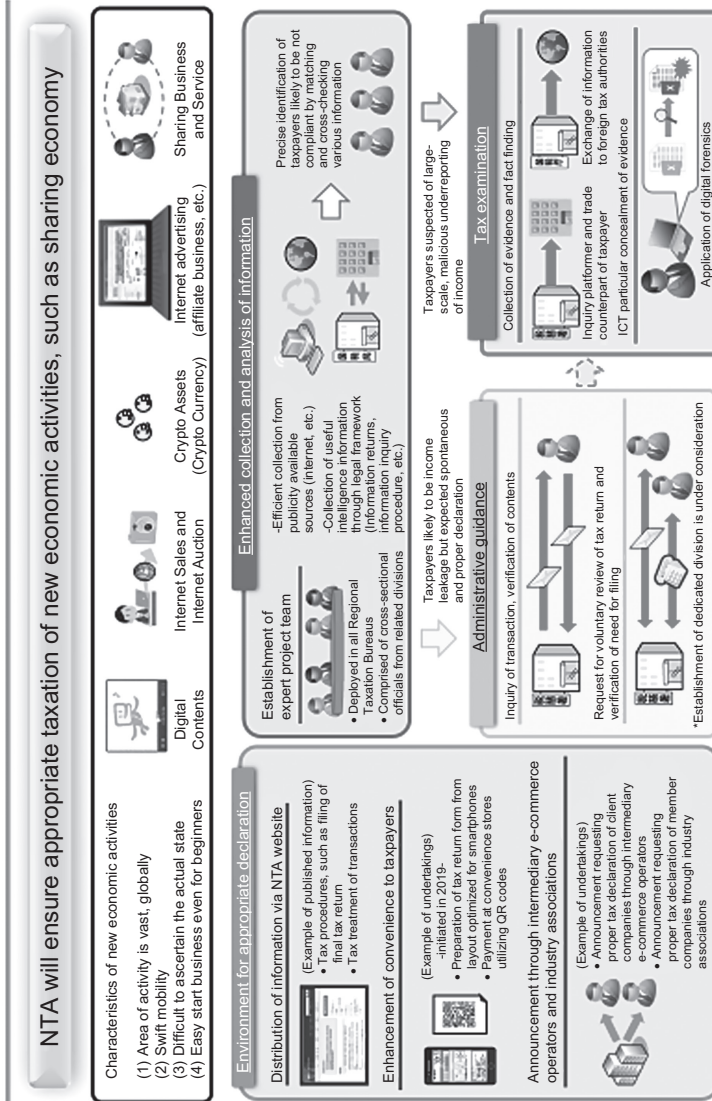 NTA will ensure appropriate taxation of new economic activities, such as sharing economy
Characteristics of new economic activities
(1) Area of activity is vast, globally
(2) Swift mobility
(3) Difficult to ascertain the actual state
(4) Easy start business even for beginners
Digital
Contents
Internet Sales and
Internet Auction
Crypto Assets
(Crypto Currency)
Internet advertising
(affiliate business, etc.)
Sharing Business
and Service
Environment for appropriate declaration
Distribution of information via NTA website
(Example of published information)
• Tax procedures, such as filing of
final tax return
• Tax treatment of transactions
Enhancement of convenience to taxpayers
(Example of undertakings)
-initiated in 2019-
• Preparation of tax return form from
layout optimized for smartphones
• Payment at convenience stores
utilizing QR codes
Announcement through intermediary e-commerce
operators and industry associations
(Example of undertakings)
• Announcement requesting
proper tax declaration of client
companies through intermediary
e-commerce operators
• Announcement requesting
proper tax declaration of member
companies through industry
associations
Enhanced collection and analysis of information
Establishment of
expert project team
• Deployed in all Regional
Taxation Bureaus
• Comprised of cross-sectional
officials from related divisions
-Efficient collection from
publicity available
sources (internet, etc.)
-Collection of useful
intelligence information
through legal framework
(Information returns,
information inquiry
procedure, etc.)
Precise identification of
taxpayers likely to be not
compliant by matching
and cross-checking
various information
Taxpayers likely to be income
leakage but expected spontaneous
and proper declaration
Taxpayers suspected of large-
scale, malicious underreporting
of income
Administrative guidance
Inquiry of transaction, verification of contents
Request for voluntary review of tax return and
verification of need for filing
*Establishment of dedicated division is under consideration
Tax examination
Collection of evidence and fact finding
Inquiry platformer and trade
counterpart of taxpayer
Exchange of information
to foreign tax authorities
ICT particular concealment of evidence
Application of digital forensics